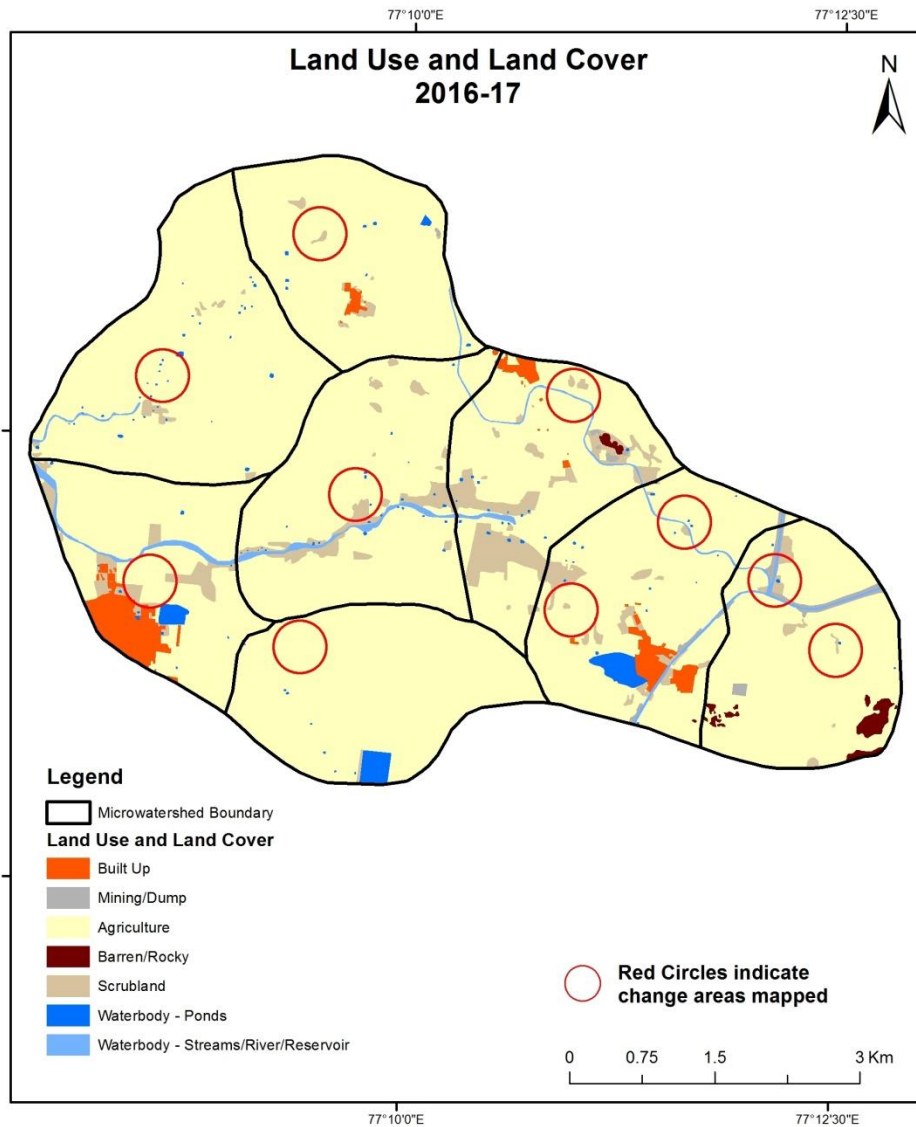 77°10'0"E
77°12'30"E
Land Use and Land Cover
2016-17
N
Legend
Microwatershed Boundary
Land Use and Land Cover
Built Up
Mining/Dump
Agriculture
Barren/Rocky
Scrubland
Waterbody - Ponds
Waterbody - Streams/River/Reservoir
Red Circles indicate
change areas mapped
0 0.75 1.5 3 Km
77°10'0"E
77°12'30"E